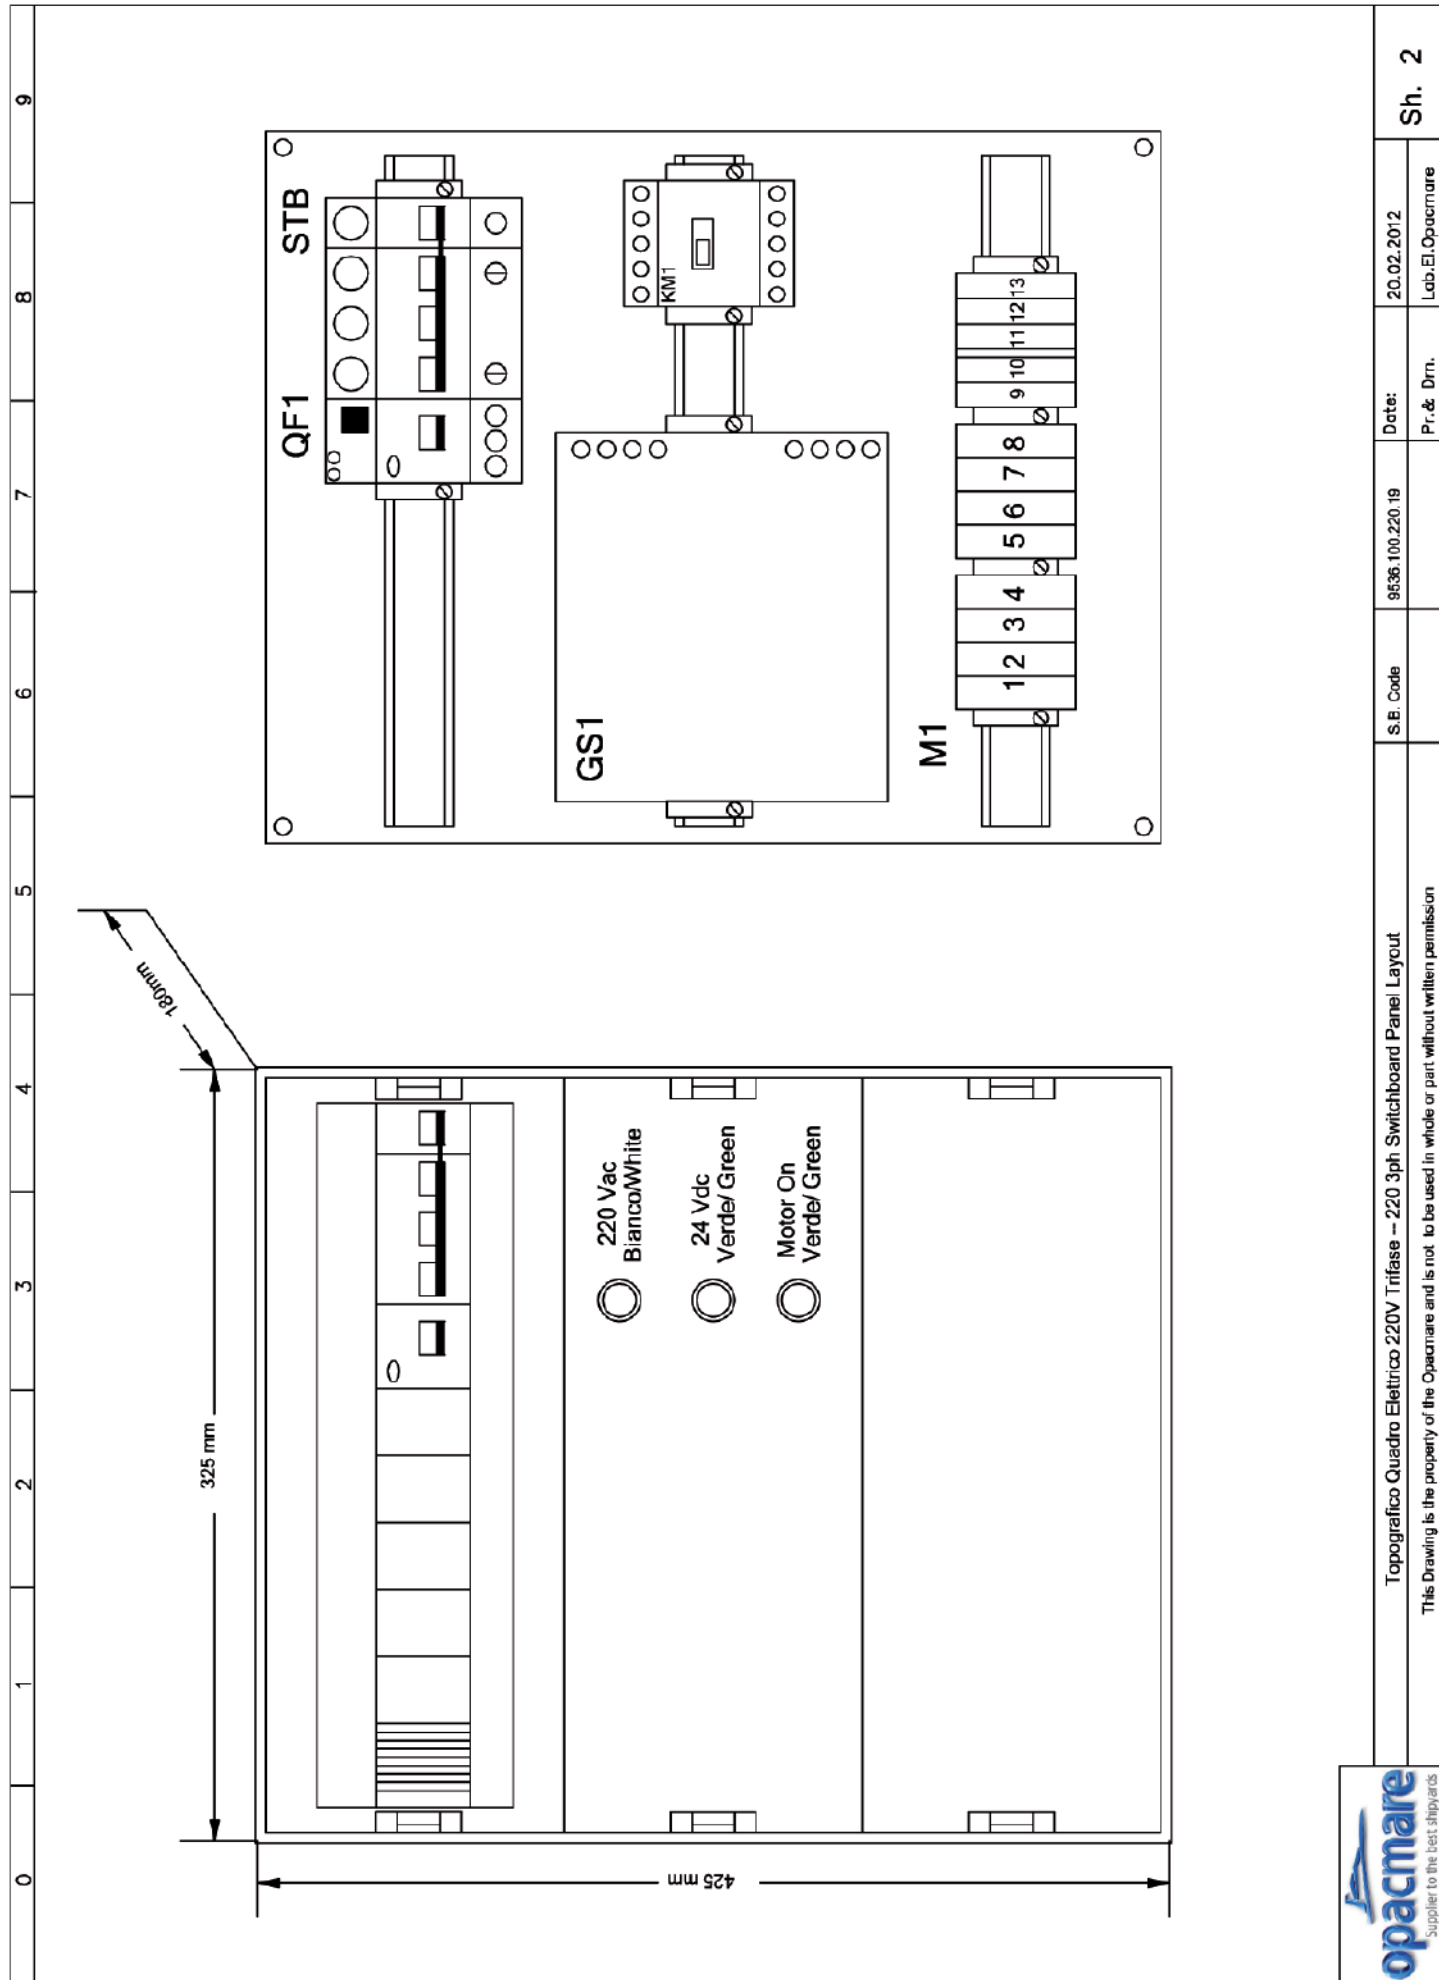 0 1 2 3 4 5 6 7 8 9
325 mm
180mm
425 mm
220 Vac
Bianco/White
24 Vdc
Verde/ Green
Motor On
Verde/ Green
QF1
STB
GS1
KM1
M1
1 2 3 4 5 6 7 8 9 10 11 12 13
opacmare
Supplier to the best shipyards
Topografico Quadro Elettrico 220V Trifase -- 220 3ph Switchboard Panel Layout
This Drawing is the property of the Opacmare and is not to be used in whole or part without written permission
S.B. Code
9536.100.220.19
Date:
20.02.2012
Pr.& Drn.
Lab.El.Opacmare
Sh. 2